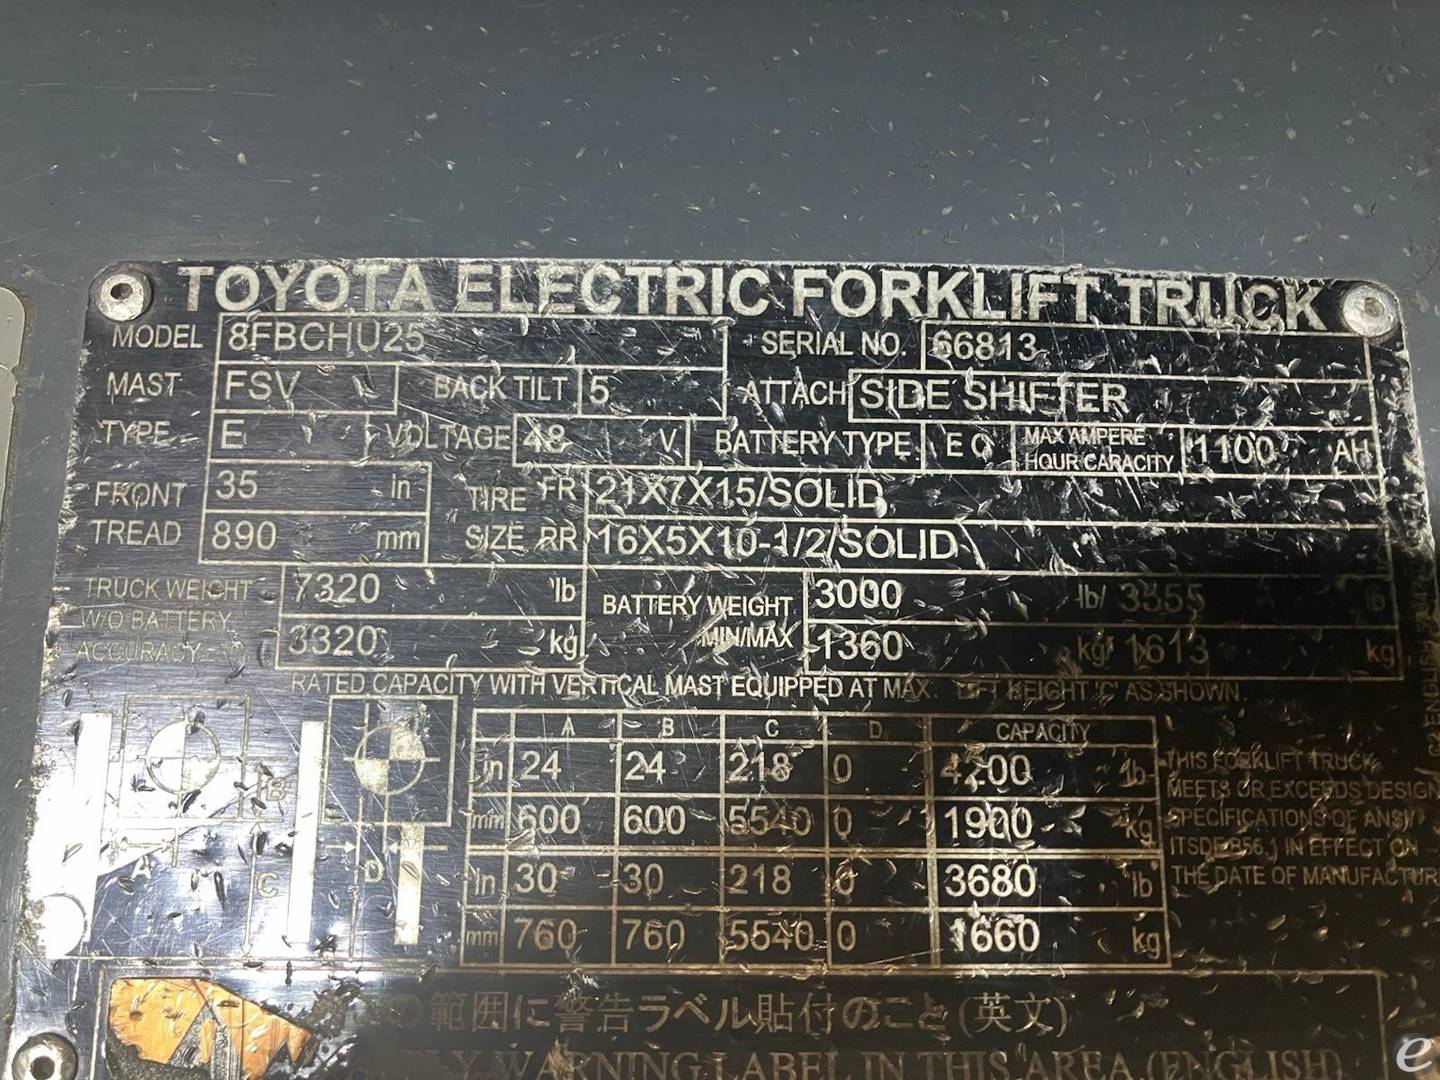 TOYOTA ELECTRIC FORKLIFT TRUCK
MODEL 8FBCHU25 SERIAL NO. 66813
MAST FSV BACK TILT 5 ATTACH SIDE SHIFTER
TYPE E VOLTAGE 48 V BATTERY TYPE E O MAX AMPERE HOUR CAPACITY 1100 AH
FRONT TREAD 35 in TIRE SIZE FR 21X7X15/SOLID
890 mm RR 16X5X10-1/2/SOLID
TRUCK WEIGHT W/O BATTERY 7320 lb BATTERY WEIGHT MIN/MAX 3000 lb/ 3555 lb
ACCURACY 3320 kg 1360 kg/ 1613 kg
RATED CAPACITY WITH VERTICAL MAST EQUIPPED AT MAX. LIFT HEIGHT 'C' AS SHOWN.
A B C D CAPACITY
in 24 24 218 0 4200 lb
mm 600 600 5540 0 1900 kg
in 30 30 218 0 3680 lb
mm 760 760 5540 0 1660 kg
B
A
C
D
THIS FORKLIFT TRUCK
MEETS OR EXCEEDS DESIGN
SPECIFICATIONS OF ANSI/
ITSDF B56.1 IN EFFECT ON
THE DATE OF MANUFACTUR
の範囲に警告ラベル貼付のこと(英文)
WARNING LABEL IN THIS AREA.(ENGLISH)
e